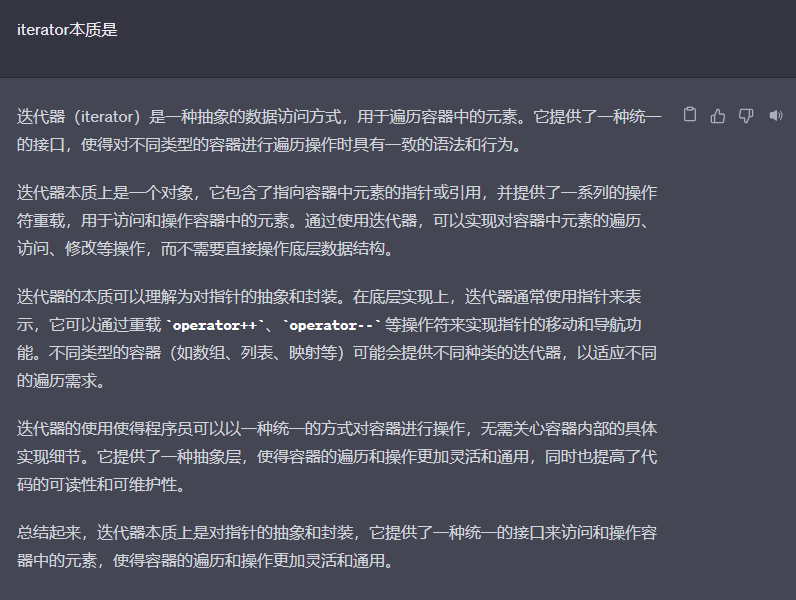 iterator本质是
迭代器（iterator）是一种抽象的数据访问方式，用于遍历容器中的元素。它提供了一种统一
的接口，使得对不同类型的容器进行遍历操作时具有一致的语法和行为。
迭代器本质上是一个对象，它包含了指向容器中元素的指针或引用，并提供了一系列的操作
符重载，用于访问和操作容器中的元素。通过使用迭代器，可以实现对容器中元素的遍历、
访问、修改等操作，而不需要直接操作底层数据结构。
迭代器的本质可以理解为对指针的抽象和封装。在底层实现上，迭代器通常使用指针来表
示，它可以通过重载 `operator++`、`operator--` 等操作符来实现指针的移动和导航功
能。不同类型的容器（如数组、列表、映射等）可能会提供不同种类的迭代器，以适应不同
的遍历需求。
迭代器的使用使得程序员可以以一种统一的方式对容器进行操作，无需关心容器内部的具体
实现细节。它提供了一种抽象层，使得容器的遍历和操作更加灵活和通用，同时也提高了代
码的可读性和可维护性。
总结起来，迭代器本质上是对指针的抽象和封装，它提供了一种统一的接口来访问和操作容
器中的元素，使得容器的遍历和操作更加灵活和通用。